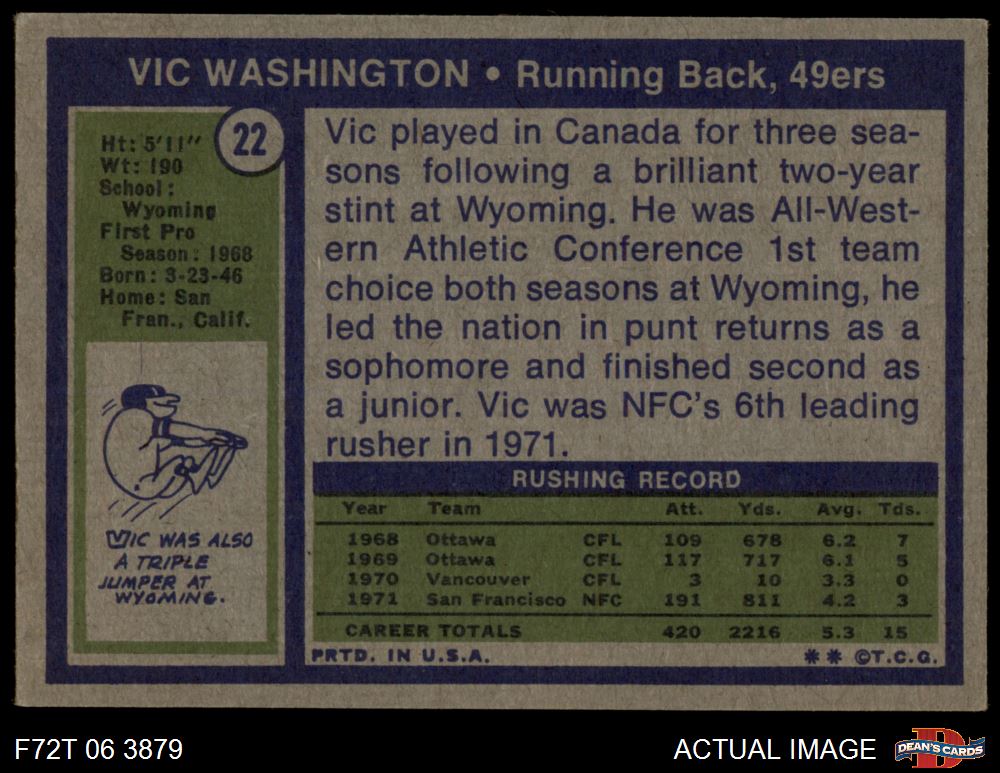 VIC WASHINGTON • Running Back, 49ers
22
Ht: 5'11"
Wt: 190
School:
Wyoming
First Pro
Season: 1968
Born: 3-23-46
Home: San
Fran., Calif.
VIC WAS ALSO
A TRIPLE
JUMPER AT
WYOMING.
Vic played in Canada for three sea-
sons following a brilliant two-year
stint at Wyoming. He was All-West-
ern Athletic Conference 1st team
choice both seasons at Wyoming, he
led the nation in punt returns as a
sophomore and finished second as
a junior. Vic was NFC's 6th leading
rusher in 1971.
RUSHING RECORD
Year Team Att. Yds. Avg. Tds.
1968 Ottawa CFL 109 678 6.2 7
1969 Ottawa CFL 117 717 6.1 5
1970 Vancouver CFL 3 10 3.3 0
1971 San Francisco NFC 191 811 4.2 3
CAREER TOTALS 420 2216 5.3 15
PRTD. IN U.S.A. ** ©T.C.G.
F72T 06 3879 ACTUAL IMAGE DEAN'S CARDS